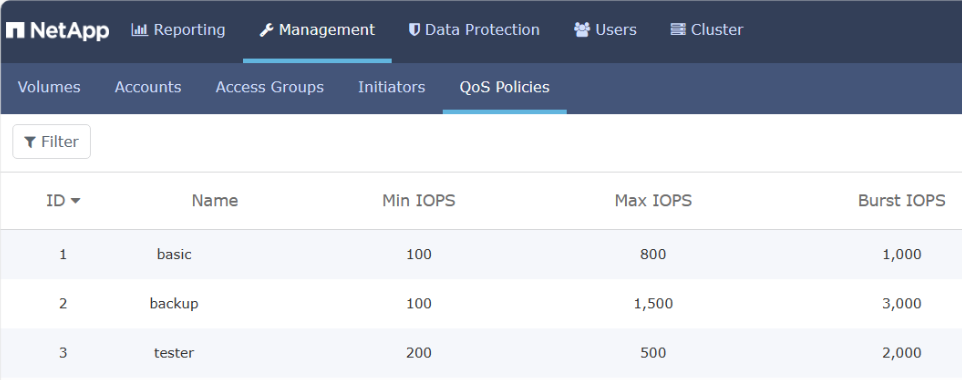 NetApp Reporting Management Data Protection Users Cluster
Volumes Accounts Access Groups Initiators QoS Policies
Filter
ID Name Min IOPS Max IOPS Burst IOPS
1 basic 100 800 1,000
2 backup 100 1,500 3,000
3 tester 200 500 2,000